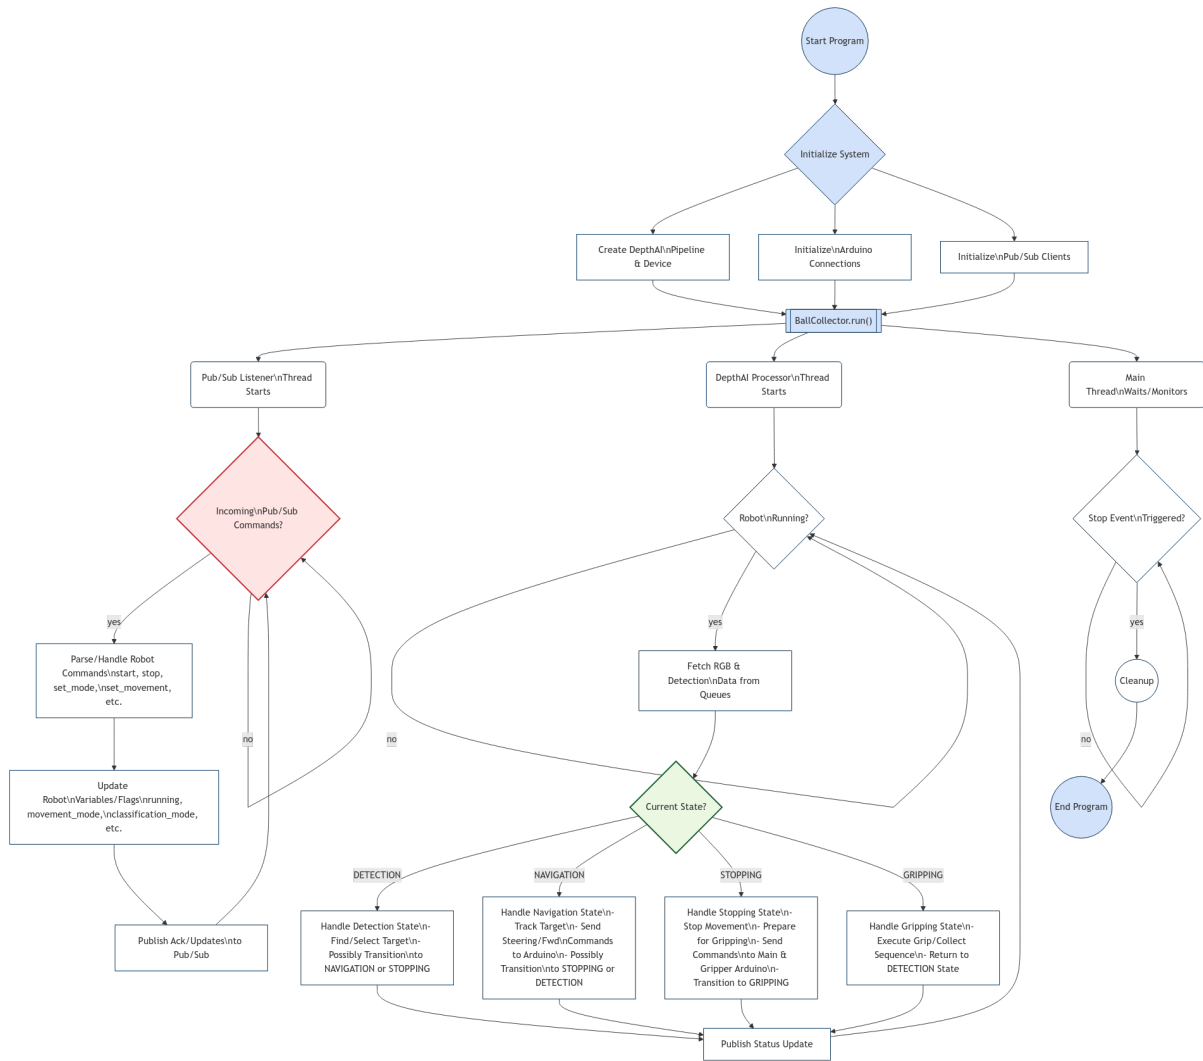 Start Program
Initialize System
Create DepthAI\nPipeline
& Device
Initialize\nArduino
Connections
Initialize\nPub/Sub Clients
BallCollector.run()
Pub/Sub Listener\nThread
Starts
DepthAI Processor\nThread
Starts
Main
Thread\nWaits/Monitors
Incoming\nPub/Sub
Commands?
Robot\nRunning?
Stop Event\nTriggered?
yes
yes
yes
Parse/Handle Robot
Commands\nstart, stop,
set_mode,\nset_movement,
etc.
Fetch RGB &
Detection\nData from
Queues
Cleanup
no
no
no
Update
Robot\nVariables/Flags\nrunning,
movement_mode,\nclassification_mode,
etc.
Current State?
End Program
DETECTION
NAVIGATION
STOPPING
GRIPPING
Publish Ack/Updates\nto
Pub/Sub
Handle Detection State\n-
Find/Select Target\n-
Possibly Transition\nto
NAVIGATION or STOPPING
Handle Navigation State\n-
Track Target\n- Send
Steering/Fwd\nCommands
to Arduino\n- Possibly
Transition\nto STOPPING or
DETECTION
Handle Stopping State\n-
Stop Movement\n- Prepare
for Gripping\n- Send
Commands\nto Main &
Gripper Arduino\n-
Transition to GRIPPING
Handle Gripping State\n-
Execute Grip/Collect
Sequence\n- Return to
DETECTION State
Publish Status Update